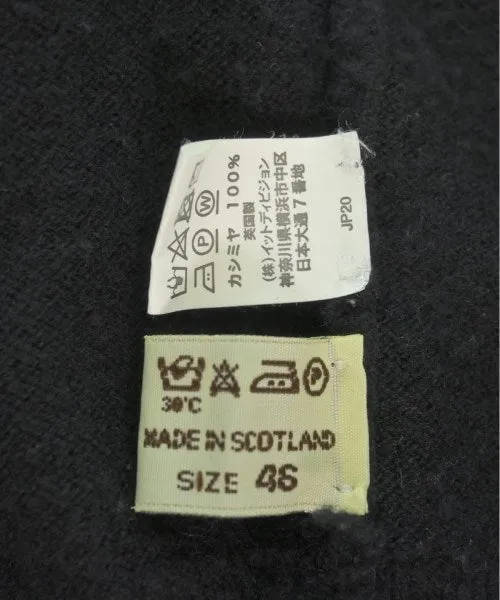 P W
カシミヤ 100%
英国製
(株)イットディビジョン
神奈川県横浜市中区
日本大通7番地
JP20
30°C
P
MADE IN SCOTLAND
SIZE 46